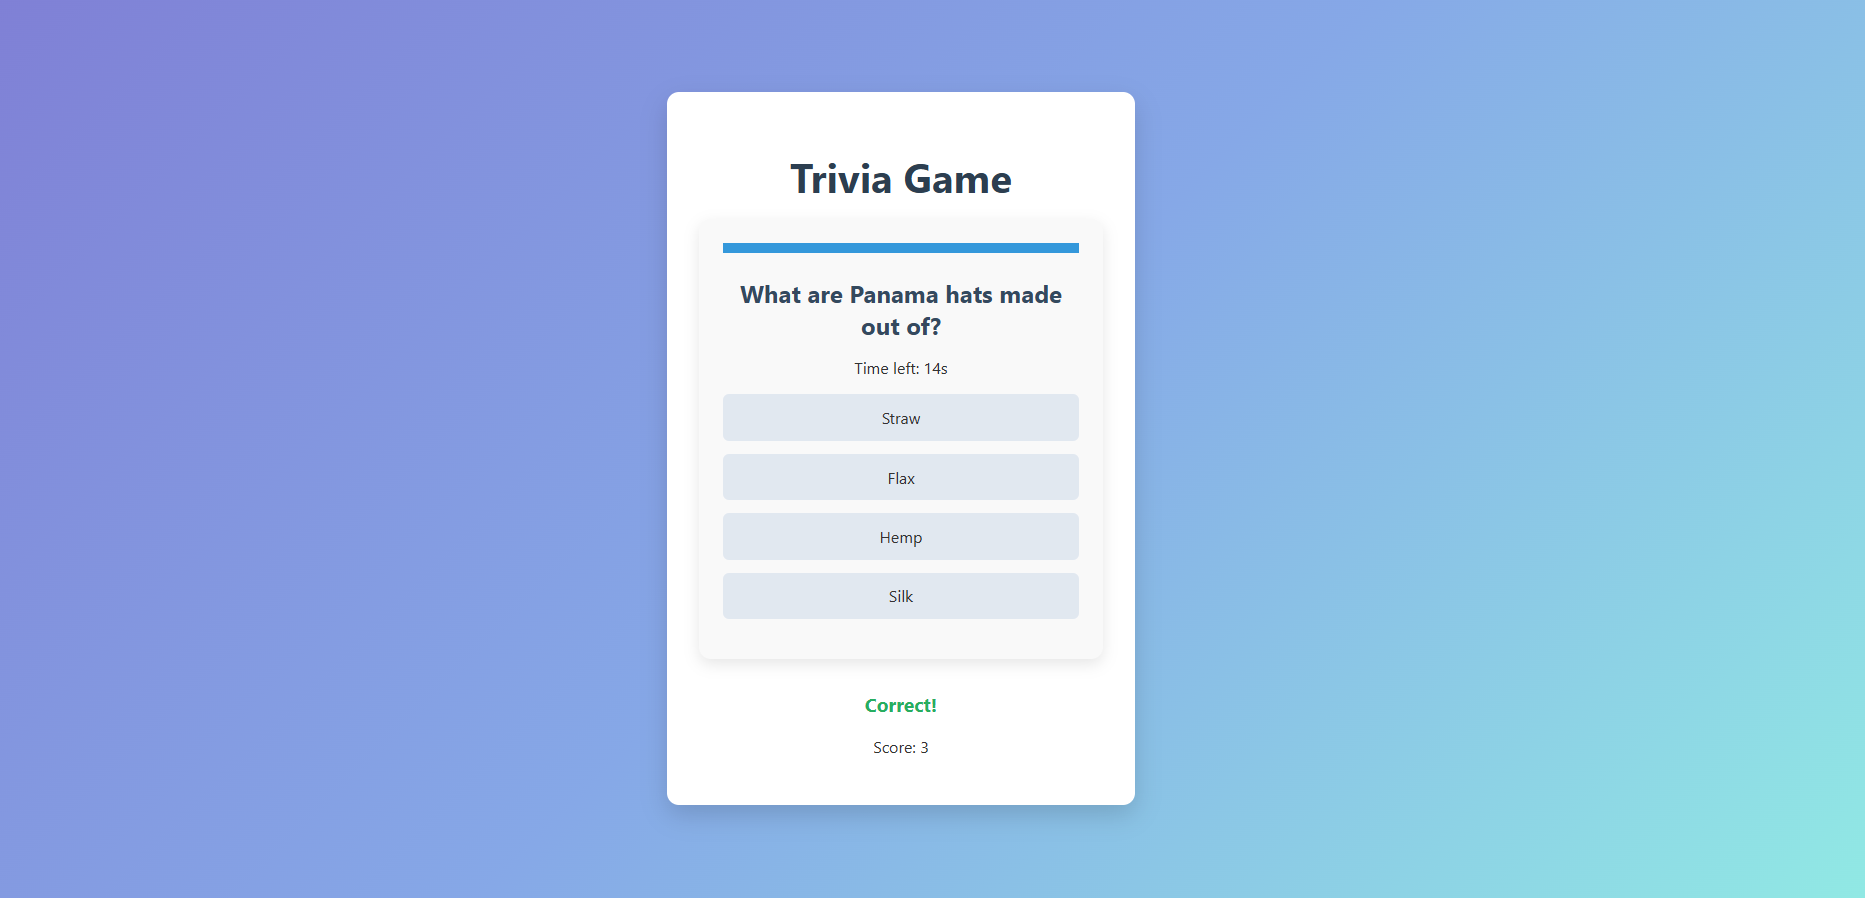 Trivia Game
What are Panama hats made
out of?
Time left: 14s
Straw
Flax
Hemp
Silk
Correct!
Score: 3